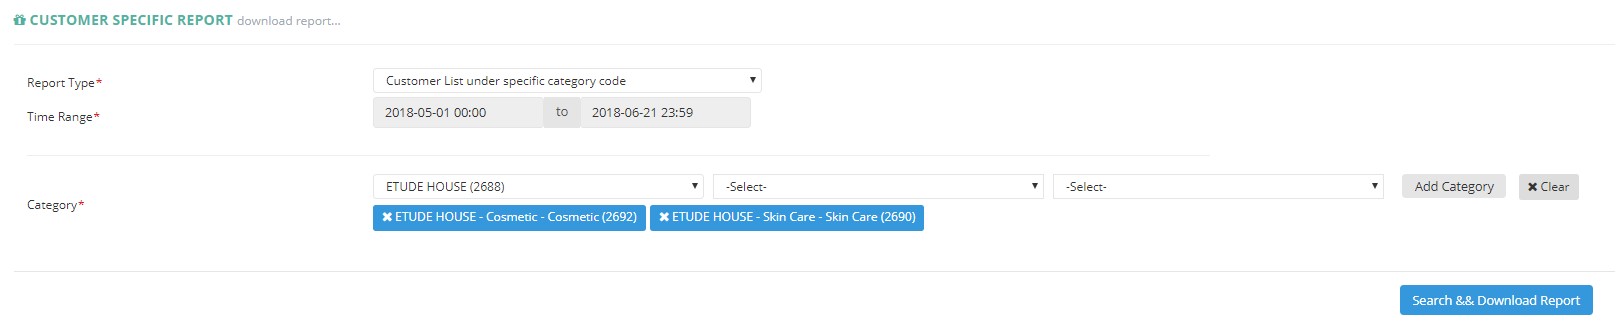 CUSTOMER SPECIFIC REPORT download report...
Report Type*
Customer List under specific category code
Time Range*
2018-05-01 00:00 to 2018-06-21 23:59
Category*
ETUDE HOUSE (2688) -Select- -Select- Add Category ✖ Clear
✖ ETUDE HOUSE - Cosmetic - Cosmetic (2692) ✖ ETUDE HOUSE - Skin Care - Skin Care (2690)
Search && Download Report